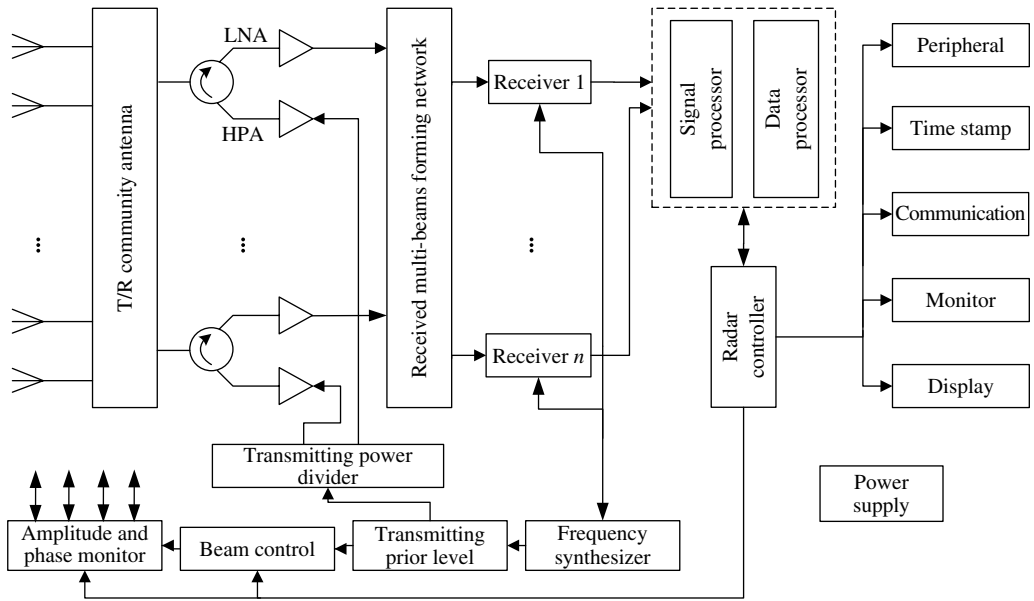 LNA
HPA
T/R community antenna
Received multi-beams forming network
Receiver 1
Receiver n
Signal
processor
Data
processor
Radar
controller
Peripheral
Time stamp
Communication
Monitor
Display
Transmitting power
divider
Power
supply
Amplitude and
phase monitor
Beam control
Transmitting
prior level
Frequency
synthesizer